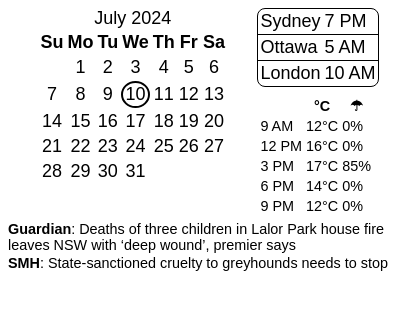 July 2024
Su Mo Tu We Th Fr Sa
1 2 3 4 5 6
7 8 9 10 11 12 13
14 15 16 17 18 19 20
21 22 23 24 25 26 27
28 29 30 31
Sydney 7 PM
Ottawa 5 AM
London 10 AM
°C ☂
9 AM 12°C 0%
12 PM 16°C 0%
3 PM 17°C 85%
6 PM 14°C 0%
9 PM 12°C 0%
Guardian: Deaths of three children in Lalor Park house fire
leaves NSW with ‘deep wound’, premier says
SMH: State-sanctioned cruelty to greyhounds needs to stop